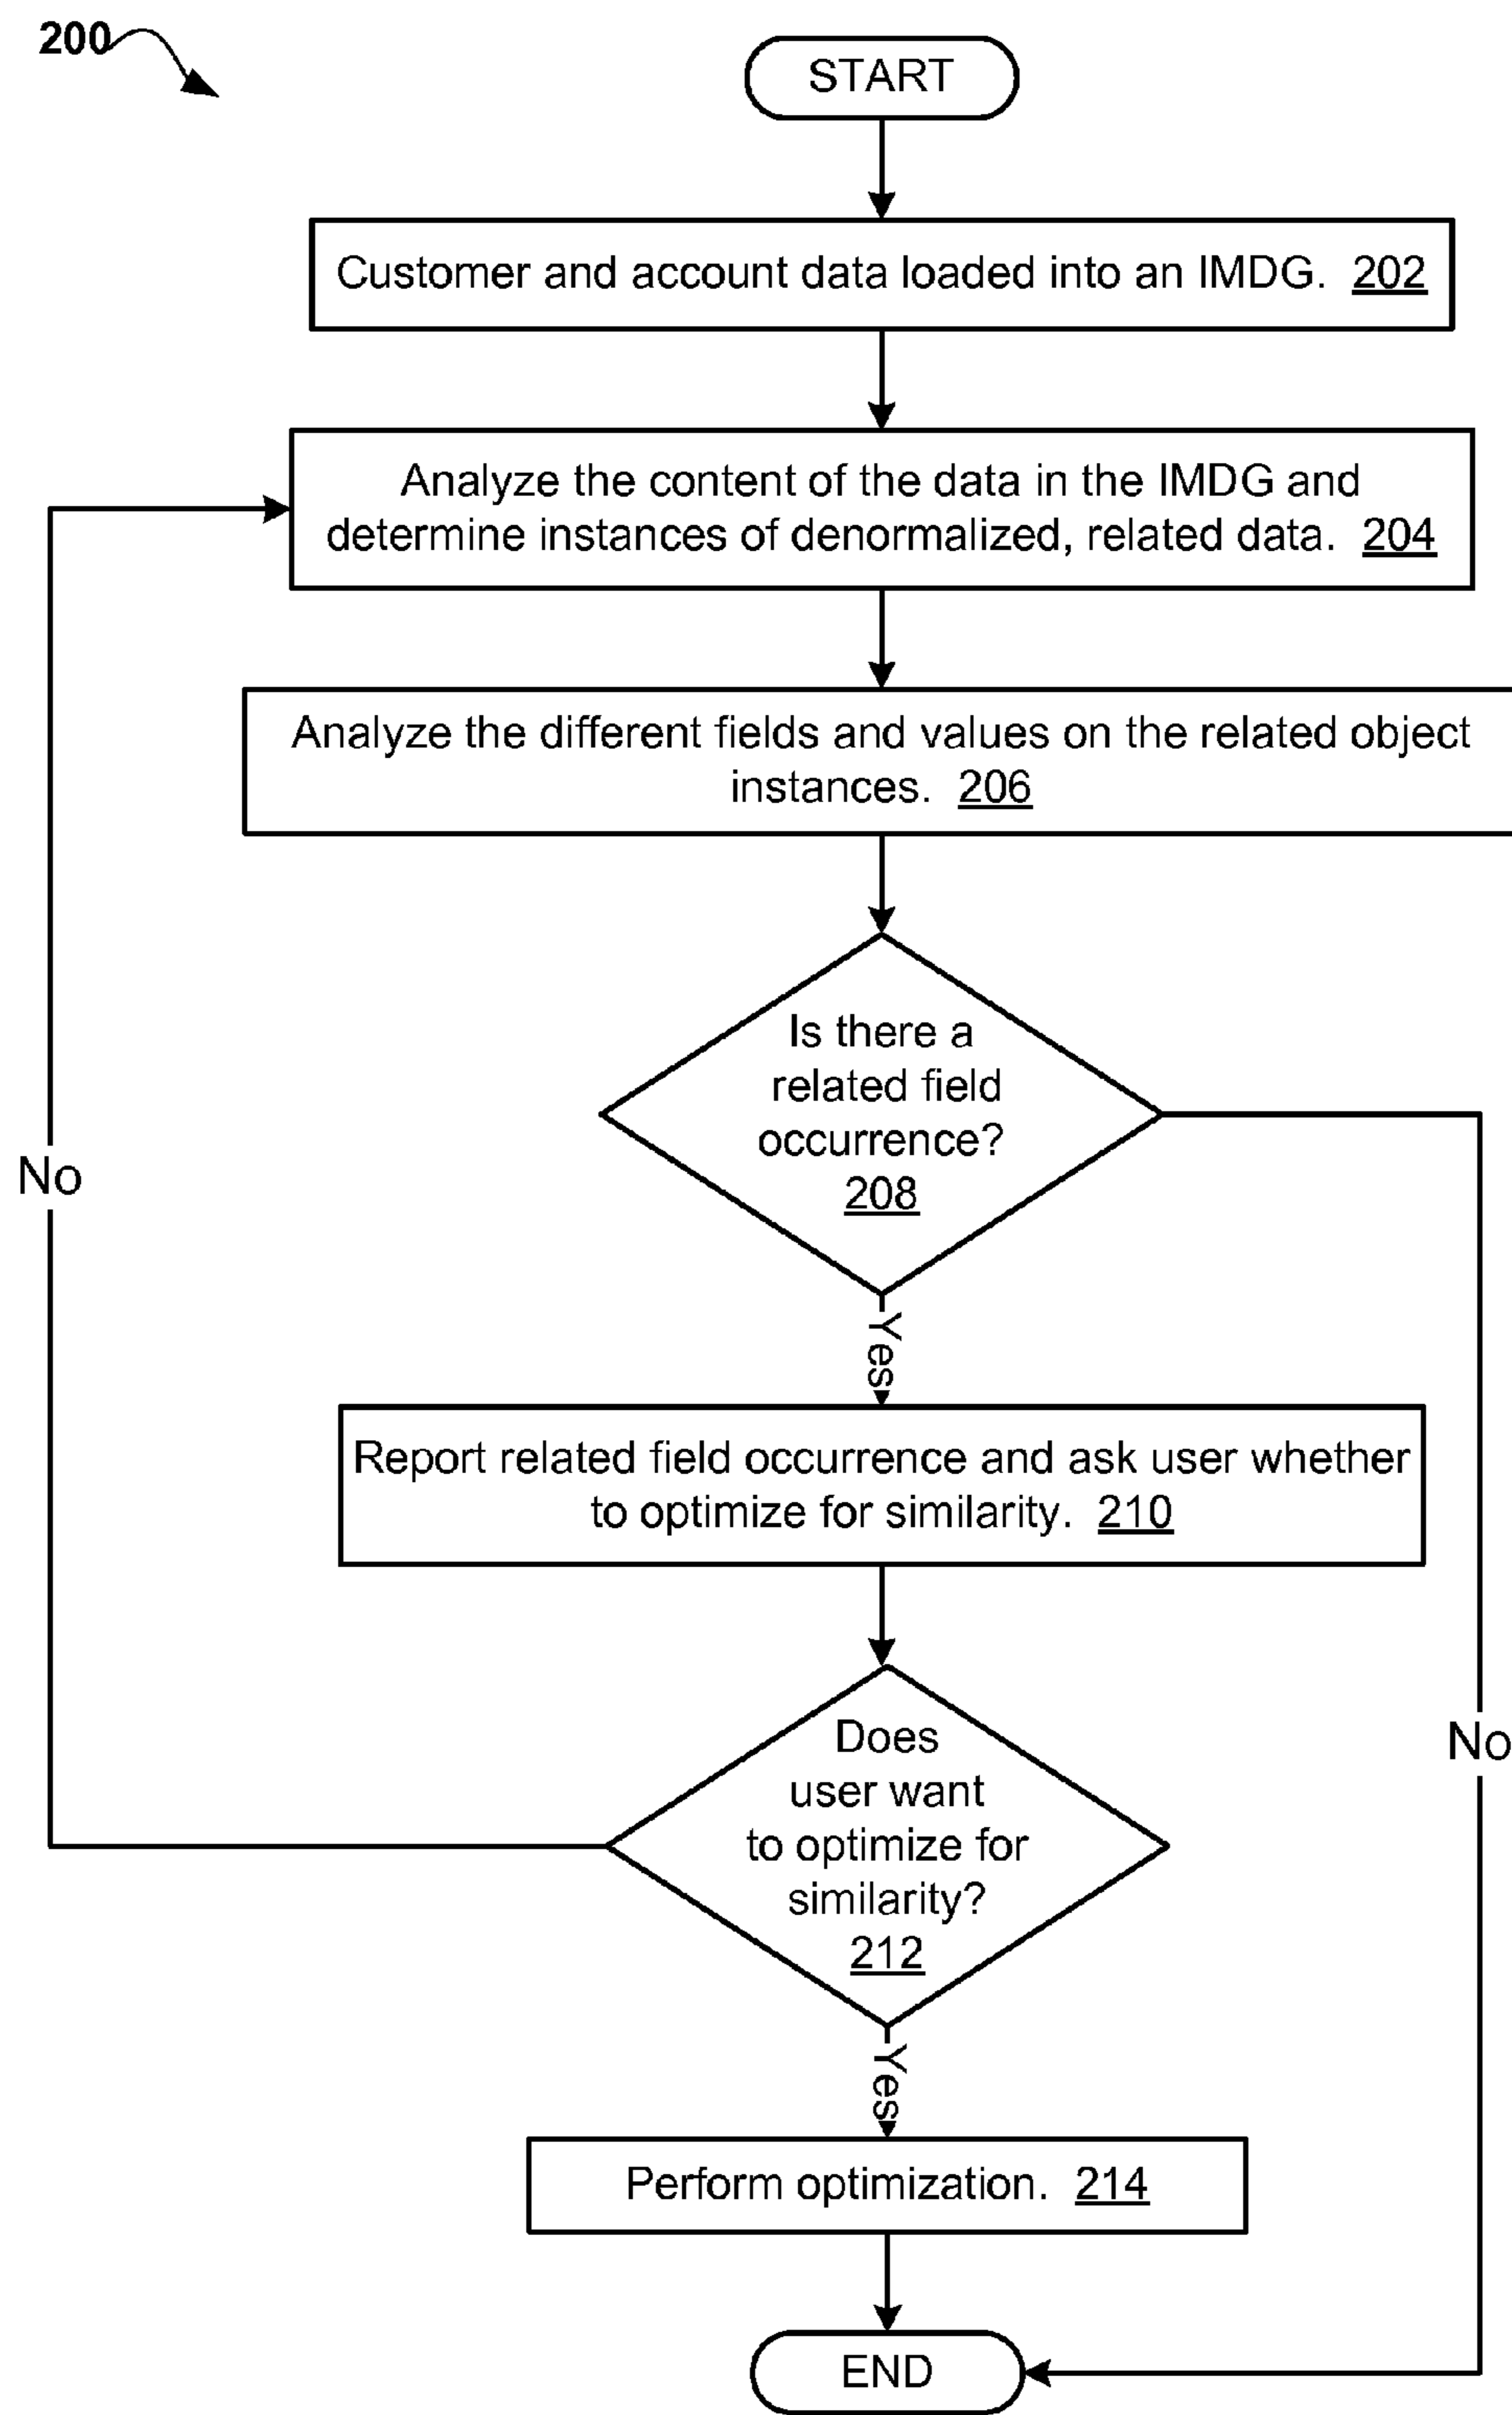 200
START
Customer and account data loaded into an IMDG. 202
Analyze the content of the data in the IMDG and
determine instances of denormalized, related data. 204
Analyze the different fields and values on the related object
instances. 206
Is there a
related field
occurrence?
208
No
Yes
Report related field occurrence and ask user whether
to optimize for similarity. 210
Does
user want
to optimize for
similarity?
212
No
Yes
Perform optimization. 214
END